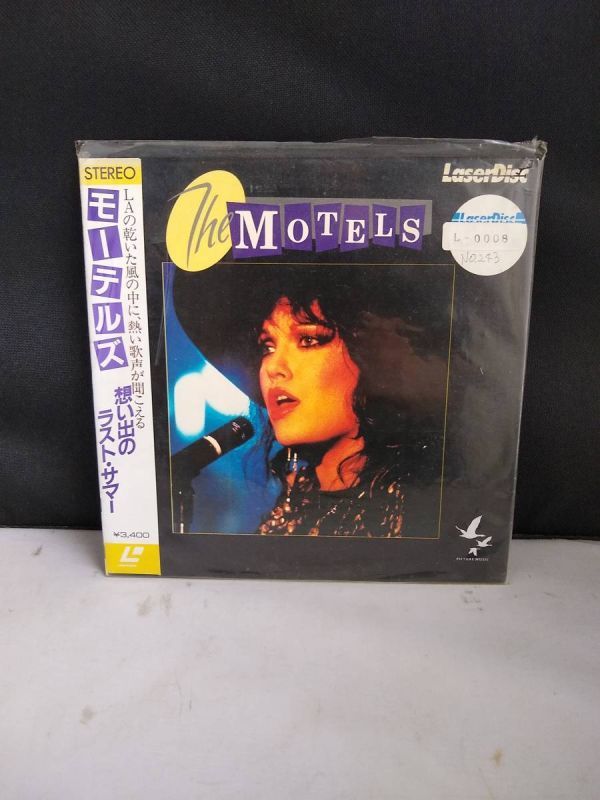 STEREO
モーテルズ
LAの乾いた風の中に、熱い歌声が聞こえる
想い出の
ラスト・サマー
¥3,400
The MOTELS
LaserDisc
LaserDisc
L-0008
No243
PICTURE MUSIC